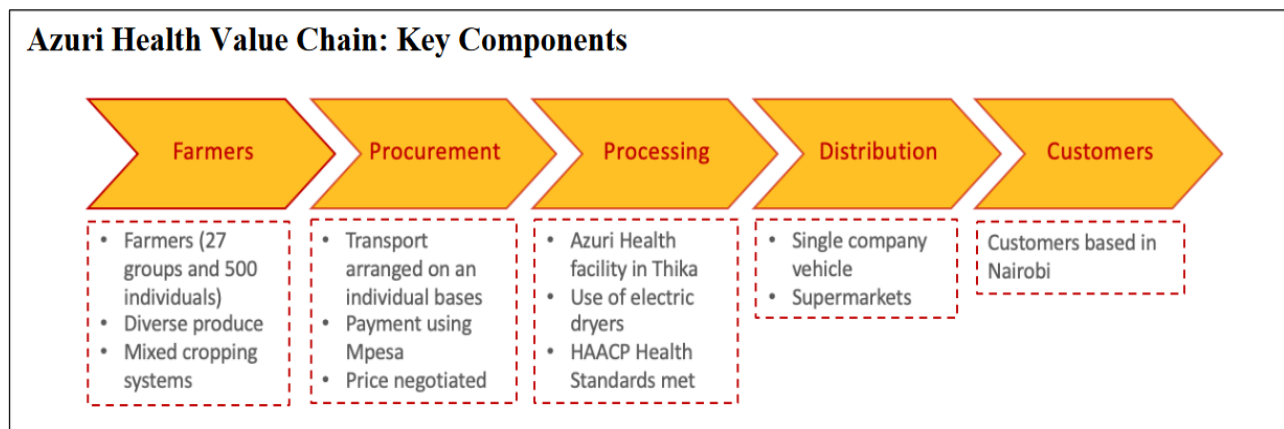 Azuri Health Value Chain: Key Components
Farmers
Procurement
Processing
Distribution
Customers
• Farmers (27
groups and 500
individuals)
• Diverse produce
• Mixed cropping
systems
• Transport
arranged on an
individual bases
• Payment using
Mpesa
• Price negotiated
• Azuri Health
facility in Thika
• Use of electric
dryers
• HAACP Health
Standards met
• Single company
vehicle
• Supermarkets
Customers based in
Nairobi